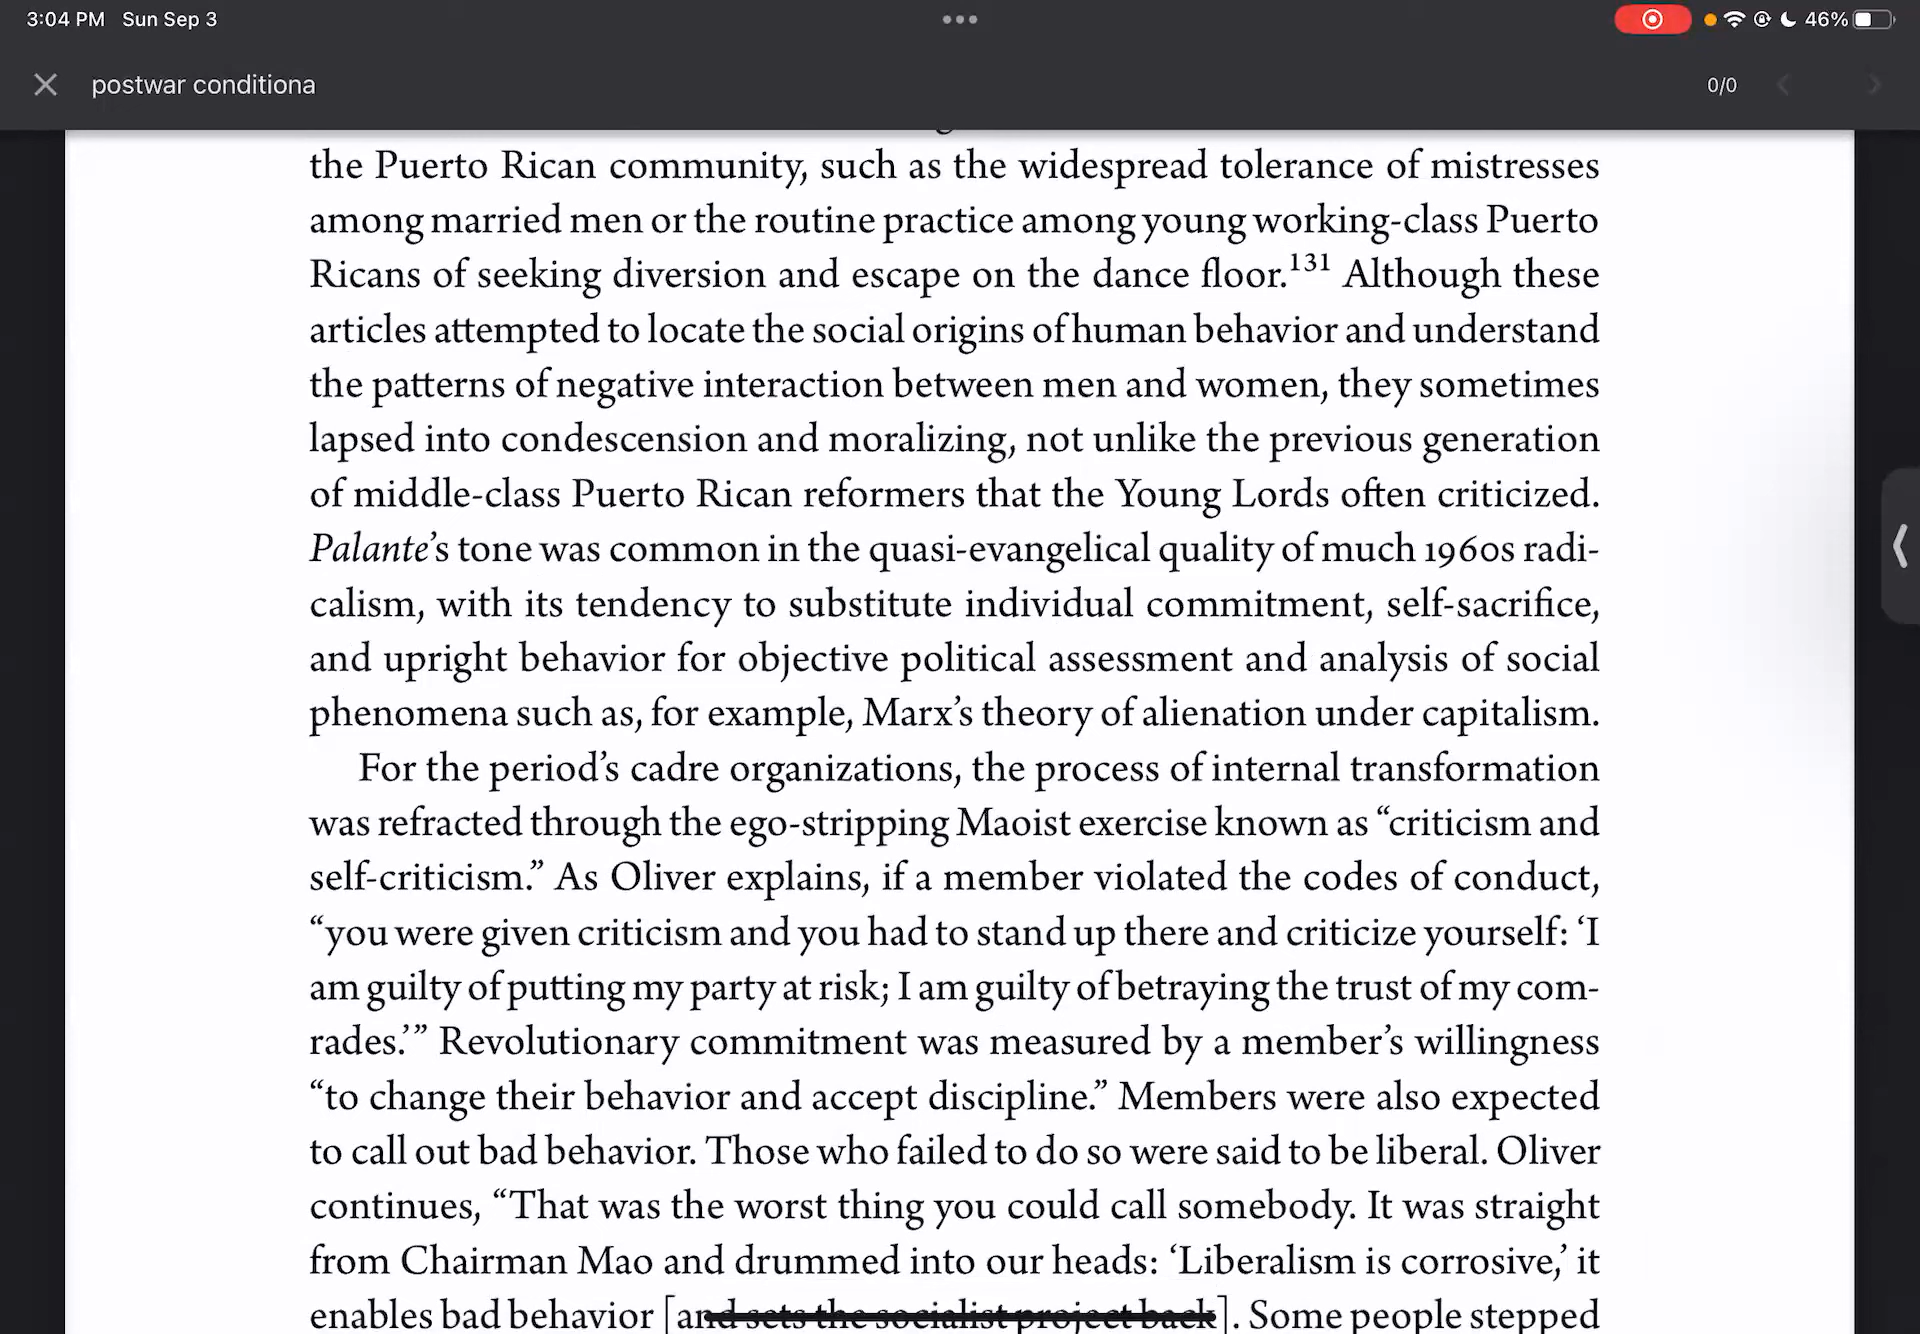 3:04 PM Sun Sep 3
46%
postwar conditiona
0/0
the Puerto Rican community, such as the widespread tolerance of mistresses
among married men or the routine practice among young working-class Puerto
Ricans of seeking diversion and escape on the dance floor.131 Although these
articles attempted to locate the social origins of human behavior and understand
the patterns of negative interaction between men and women, they sometimes
lapsed into condescension and moralizing, not unlike the previous generation
of middle-class Puerto Rican reformers that the Young Lords often criticized.
Palante’s tone was common in the quasi-evangelical quality of much 1960s radi-
calism, with its tendency to substitute individual commitment, self-sacrifice,
and upright behavior for objective political assessment and analysis of social
phenomena such as, for example, Marx’s theory of alienation under capitalism.
For the period’s cadre organizations, the process of internal transformation
was refracted through the ego-stripping Maoist exercise known as “criticism and
self-criticism.” As Oliver explains, if a member violated the codes of conduct,
“you were given criticism and you had to stand up there and criticize yourself: ‘I
am guilty of putting my party at risk; I am guilty of betraying the trust of my com-
rades.’” Revolutionary commitment was measured by a member’s willingness
“to change their behavior and accept discipline.” Members were also expected
to call out bad behavior. Those who failed to do so were said to be liberal. Oliver
continues, “That was the worst thing you could call somebody. It was straight
from Chairman Mao and drummed into our heads: ‘Liberalism is corrosive,’ it
enables bad behavior [and sets the socialist project back]. Some people stepped